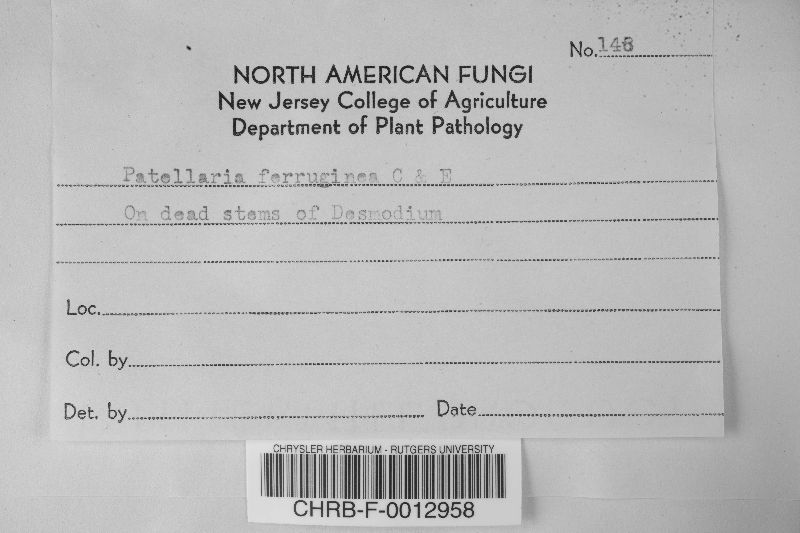 No. 148
NORTH AMERICAN FUNGI
New Jersey College of Agriculture
Department of Plant Pathology
Patellaria ferruginea C & E
On dead stems of Desmodium
Loc.
Col. by
Det. by Date
CHRYSLER HERBARIUM - RUTGERS UNIVERSITY
CHRB-F-0012958